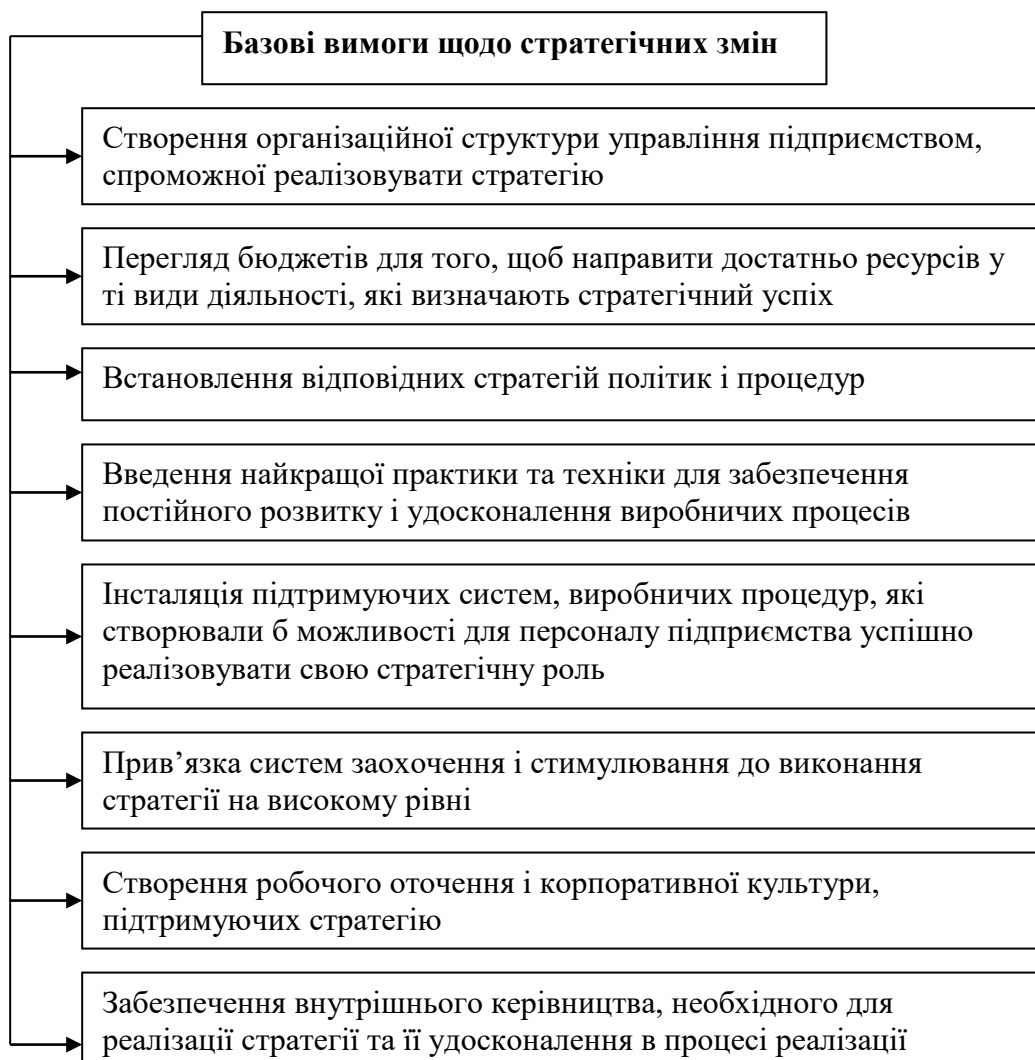 Базові вимоги щодо стратегічних змін
Створення організаційної структури управління підприємством,
спроможної реалізовувати стратегію
Перегляд бюджетів для того, щоб направити достатньо ресурсів у
ті види діяльності, які визначають стратегічний успіх
Встановлення відповідних стратегій політик і процедур
Введення найкращої практики та техніки для забезпечення
постійного розвитку і удосконалення виробничих процесів
Інсталяція підтримуючих систем, виробничих процедур, які
створювали б можливості для персоналу підприємства успішно
реалізовувати свою стратегічну роль
Прив’язка систем заохочення і стимулювання до виконання
стратегії на високому рівні
Створення робочого оточення і корпоративної культури,
підтримуючих стратегію
Забезпечення внутрішнього керівництва, необхідного для
реалізації стратегії та її удосконалення в процесі реалізації